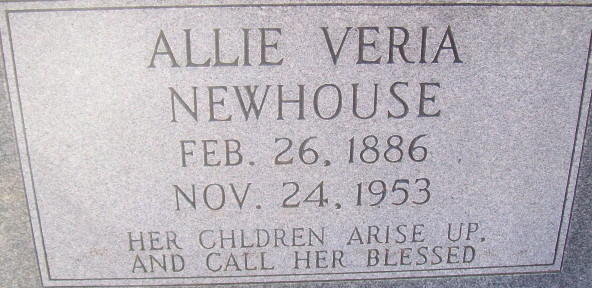 ALLIE VERIA
NEWHOUSE
FEB. 26, 1886
NOV. 24, 1953
HER CHLDREN ARISE UP,
AND CALL HER BLESSED